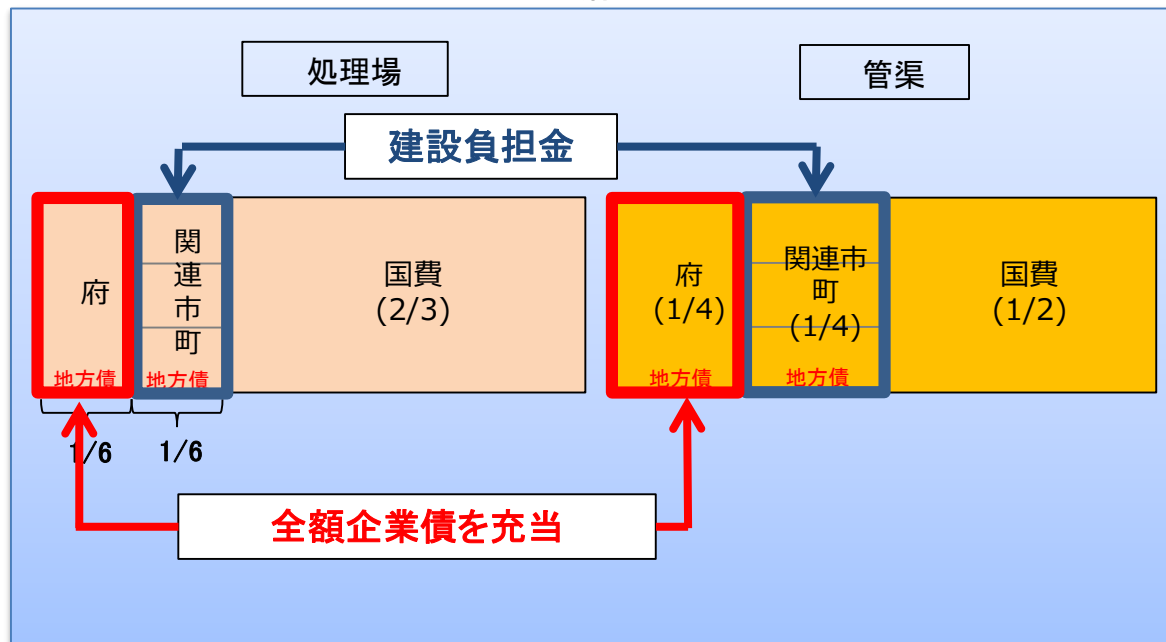 処理場
管渠
建設負担金
府
地方債
関
連
市
町
地方債
国費
(2/3)
府
(1/4)
地方債
関連市
町
(1/4)
地方債
国費
(1/2)
1/6
1/6
全額企業債を充当